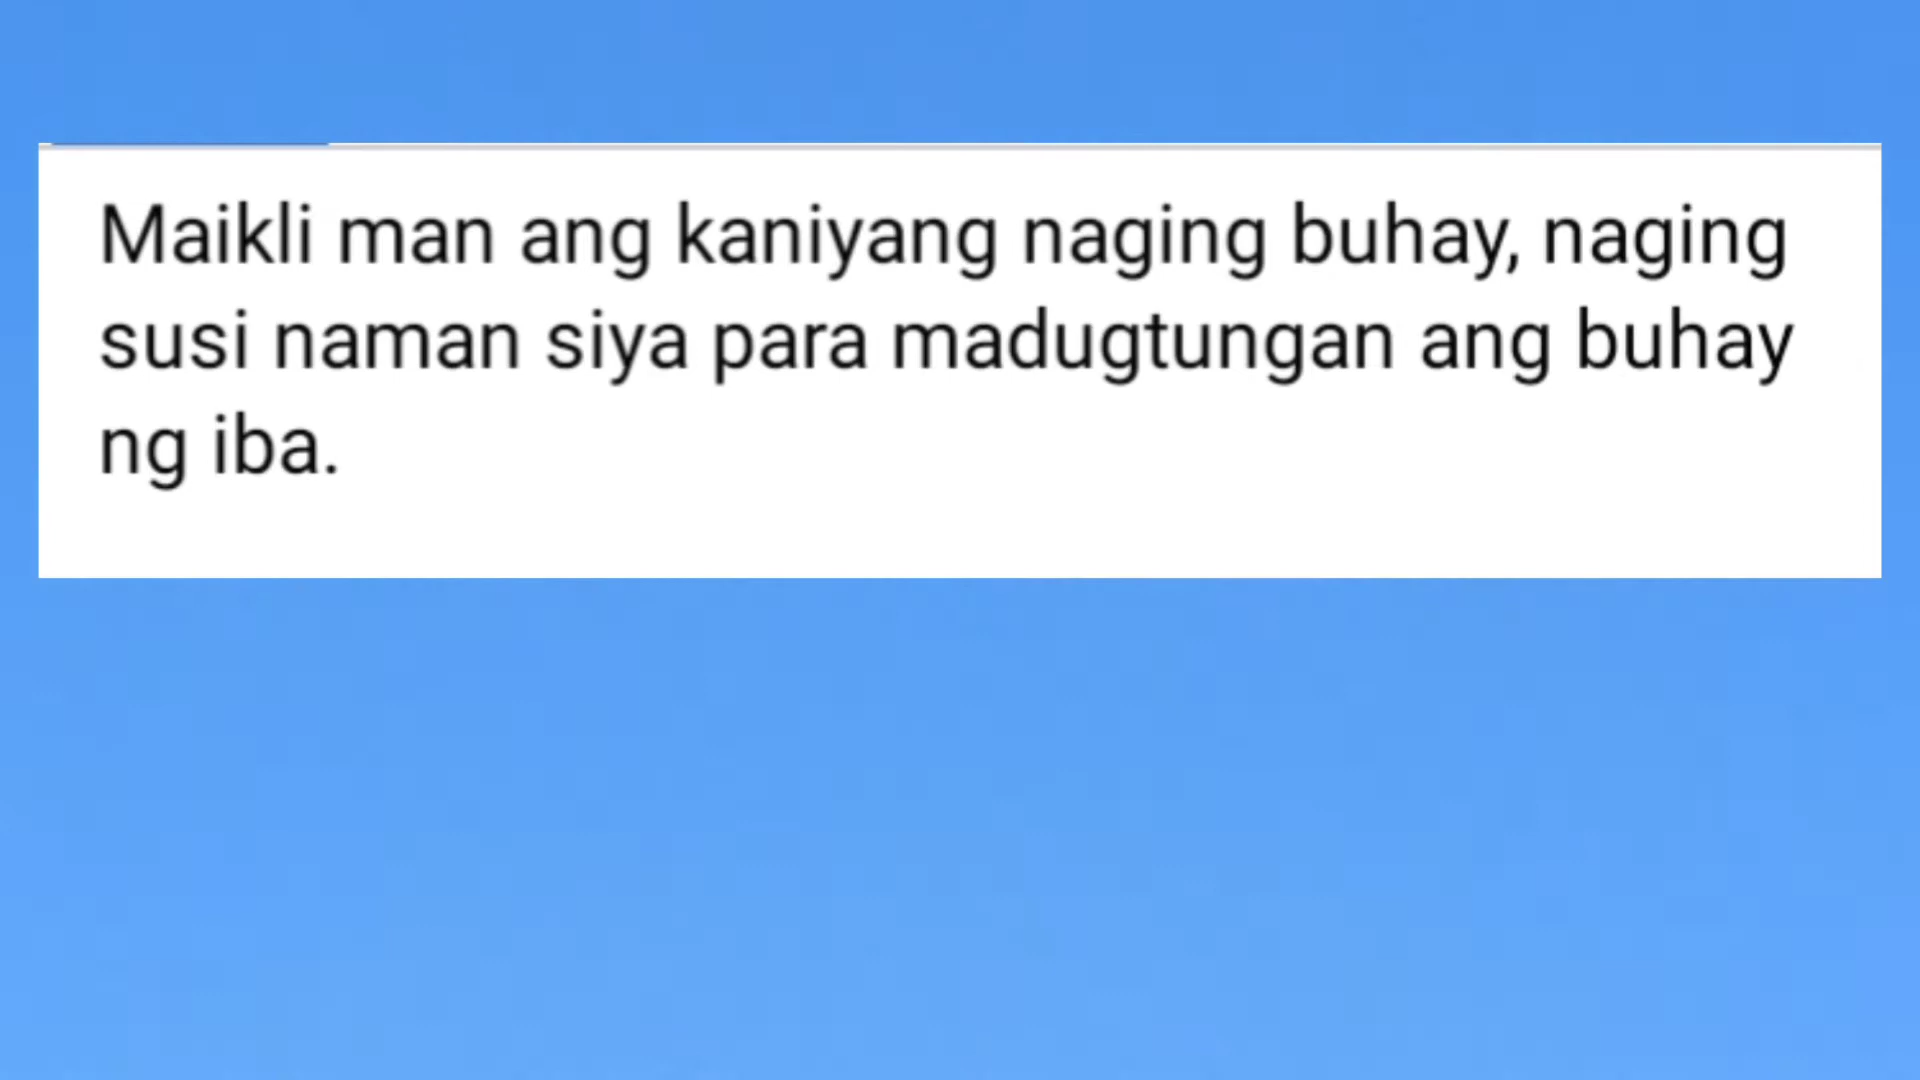 Maikli man ang kaniyang naging buhay, naging
susi naman siya para madugtungan ang buhay
ng iba.